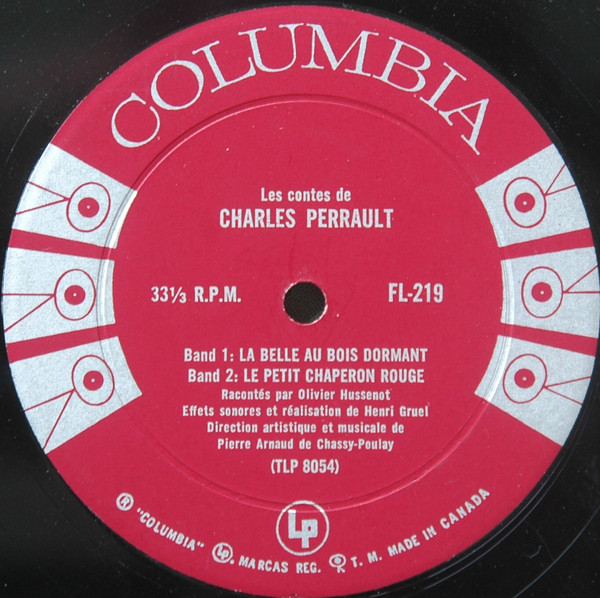 COLUMBIA
Les contes de
CHARLES PERRAULT
33⅓ R.P.M.
FL-219
Band 1: LA BELLE AU BOIS DORMANT
Band 2: LE PETIT CHAPERON ROUGE
Racontés par Olivier Hussenot
Effets sonores et réalisation de Henri Gruel
Direction artistique et musicale de
Pierre Arnaud de Chassy-Poulay
(TLP 8054)
Lp
® "COLUMBIA" Lp. MARCAS REG. T. M. MADE IN CANADA